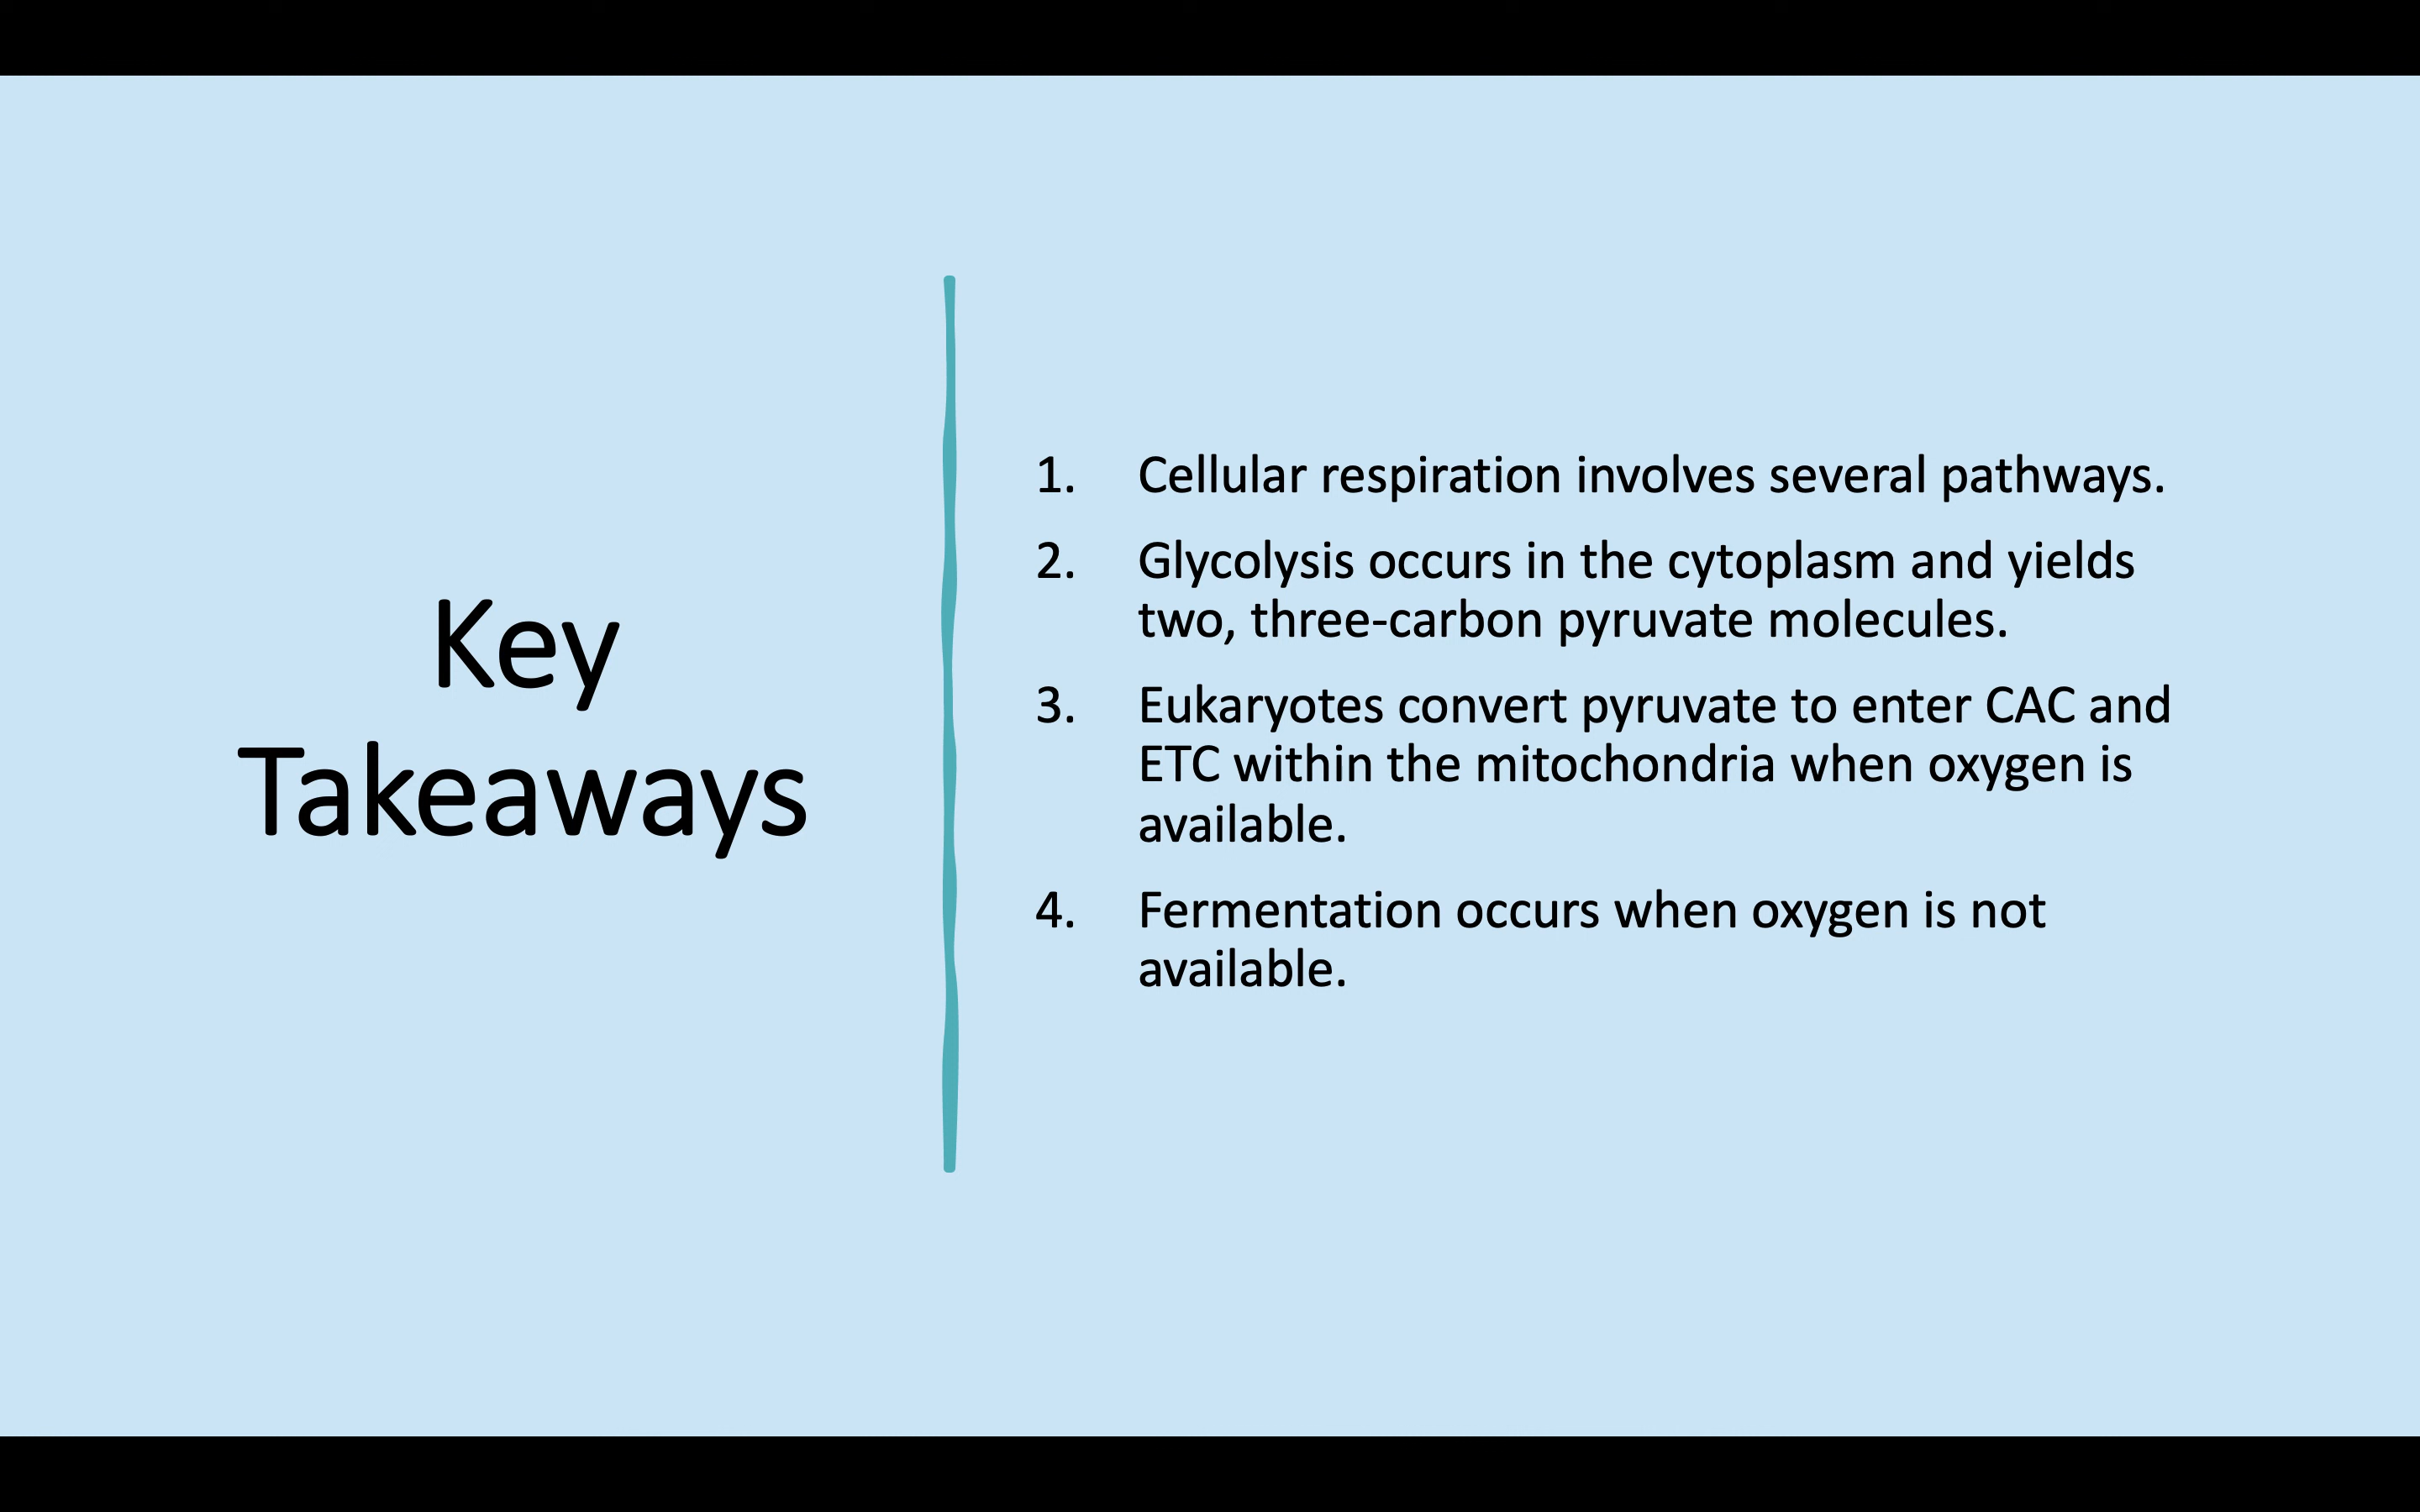 Key
Takeaways
1. Cellular respiration involves several pathways.
2. Glycolysis occurs in the cytoplasm and yields
two, three-carbon pyruvate molecules.
3. Eukaryotes convert pyruvate to enter CAC and
ETC within the mitochondria when oxygen is
available.
4. Fermentation occurs when oxygen is not
available.